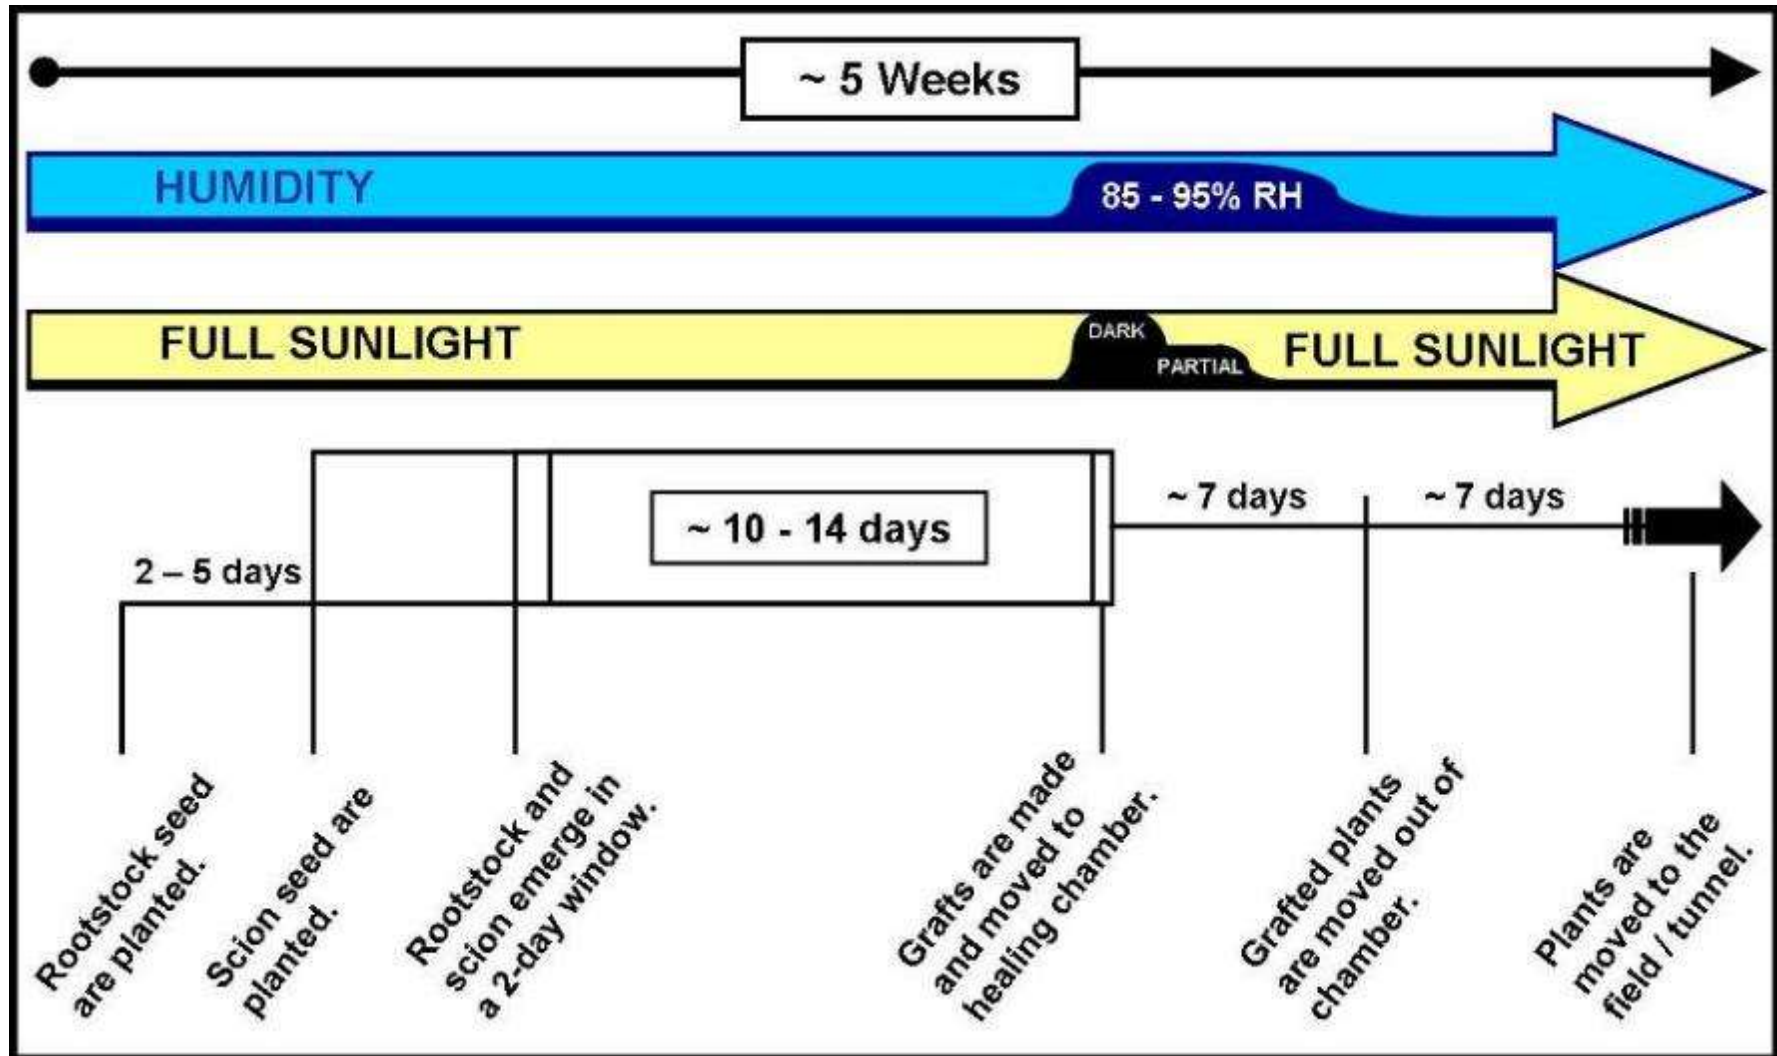 ~ 5 Weeks
HUMIDITY
85 - 95% RH
FULL SUNLIGHT
DARK
PARTIAL
FULL SUNLIGHT
2 – 5 days
~ 10 - 14 days
~ 7 days
~ 7 days
Rootstock seed
are planted.
Scion seed are
planted.
Rootstock and
scion emerge in
a 2-day window.
Grafts are made
and moved to
healing chamber.
Grafted plants
are moved out of
chamber.
Plants are
moved to the
field / tunnel.